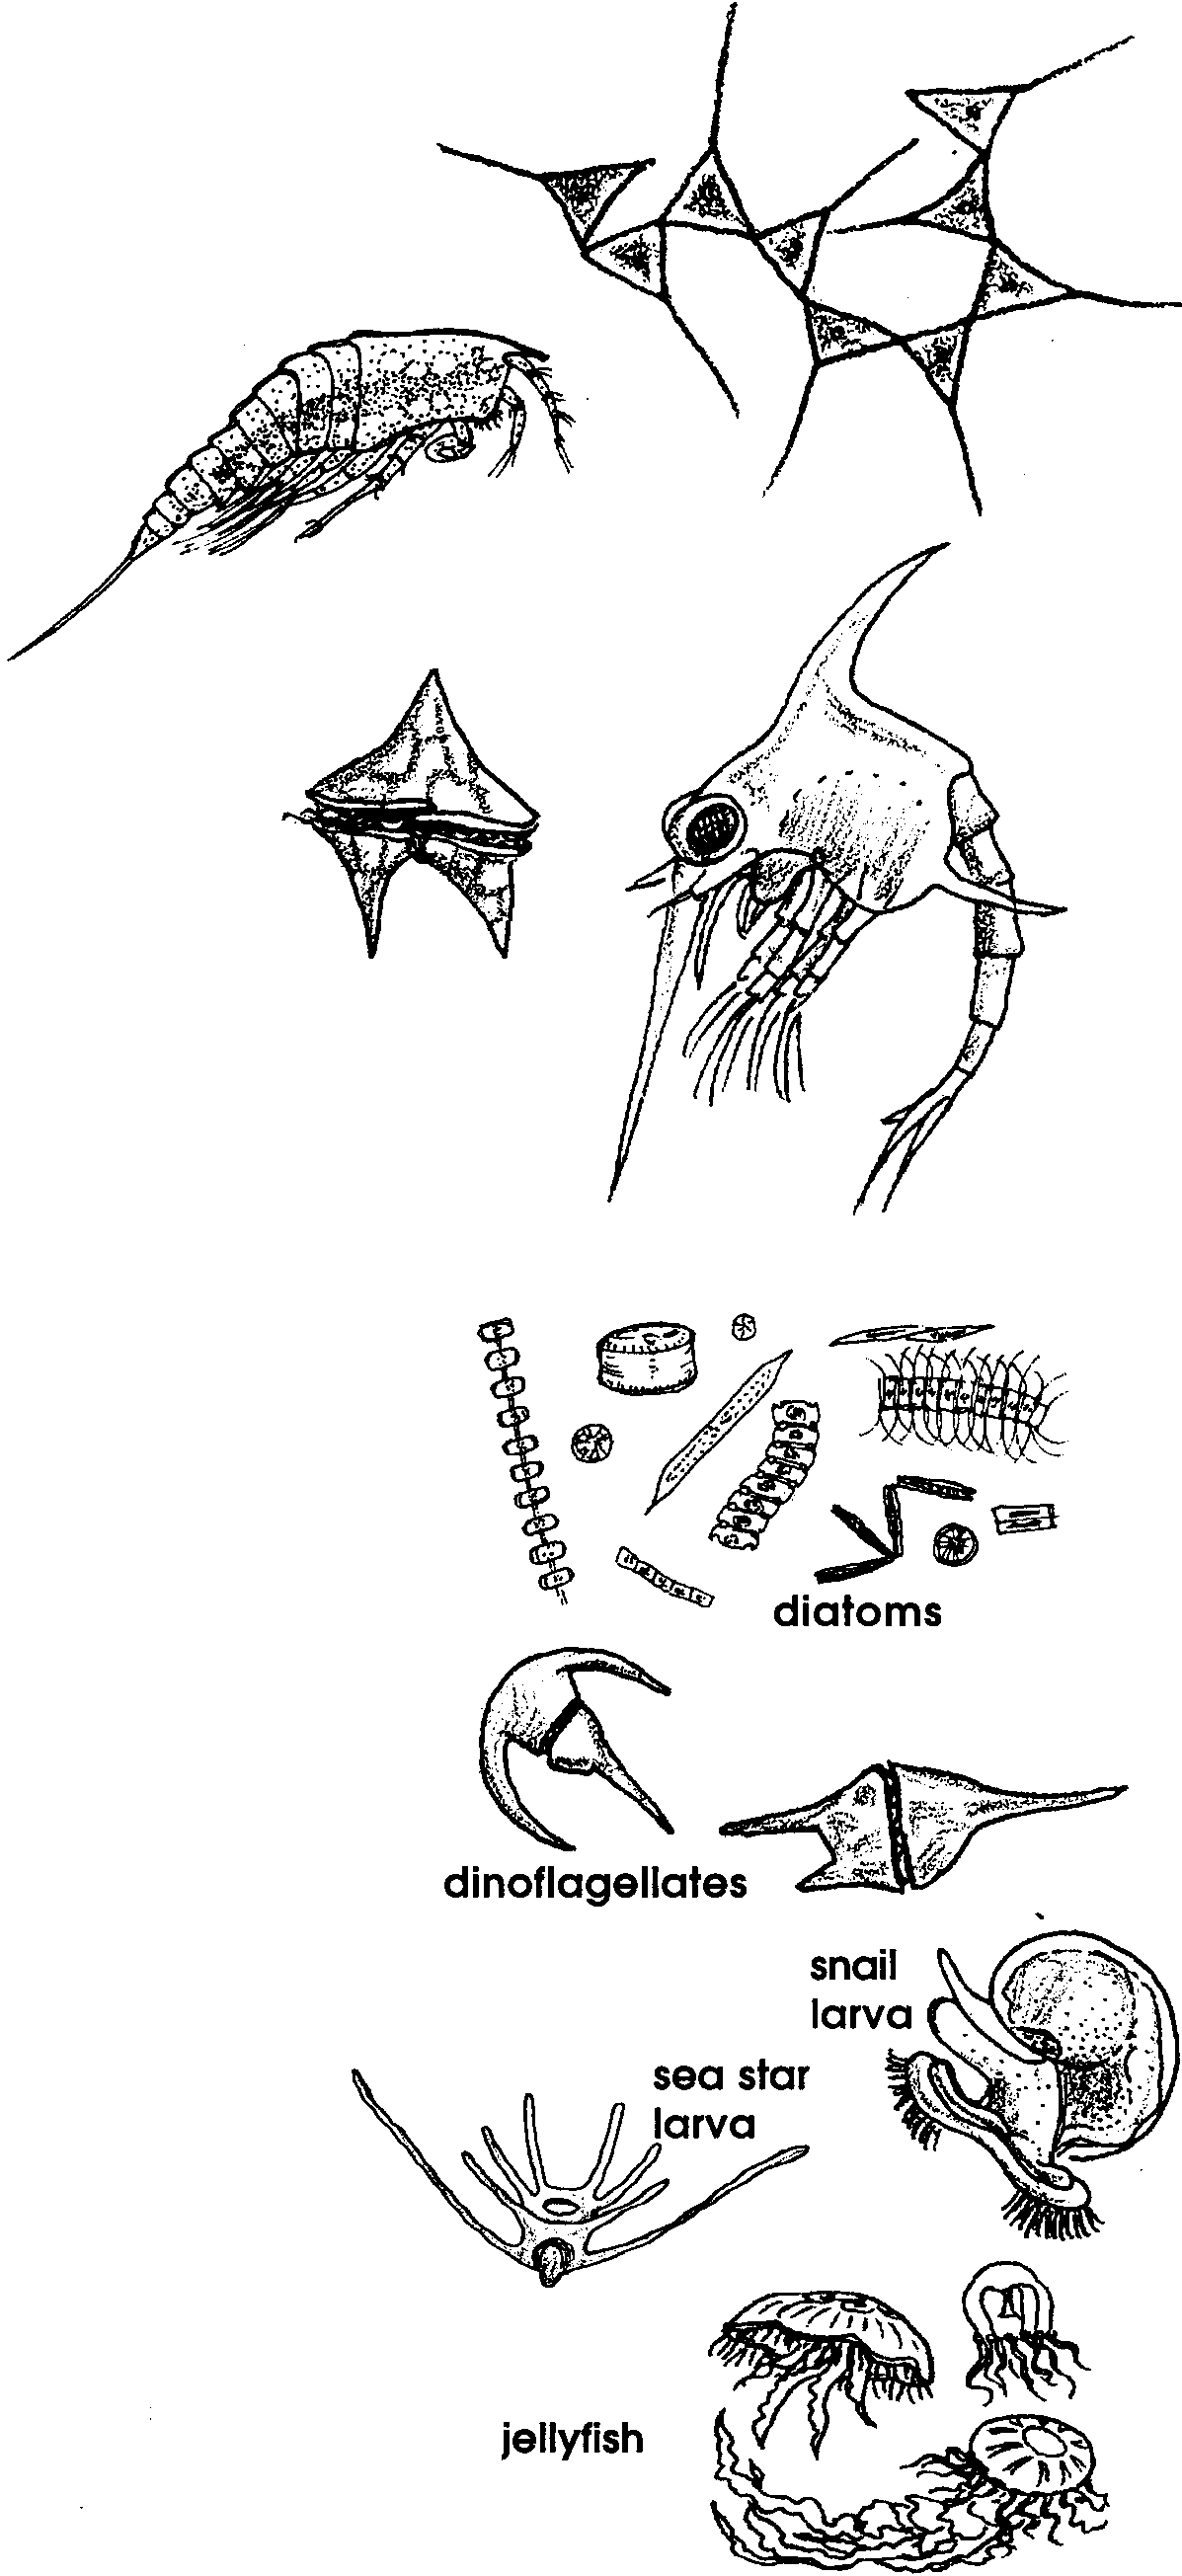 diatoms
dinoflagellates
snail
larva
sea star
larva
jellyfish